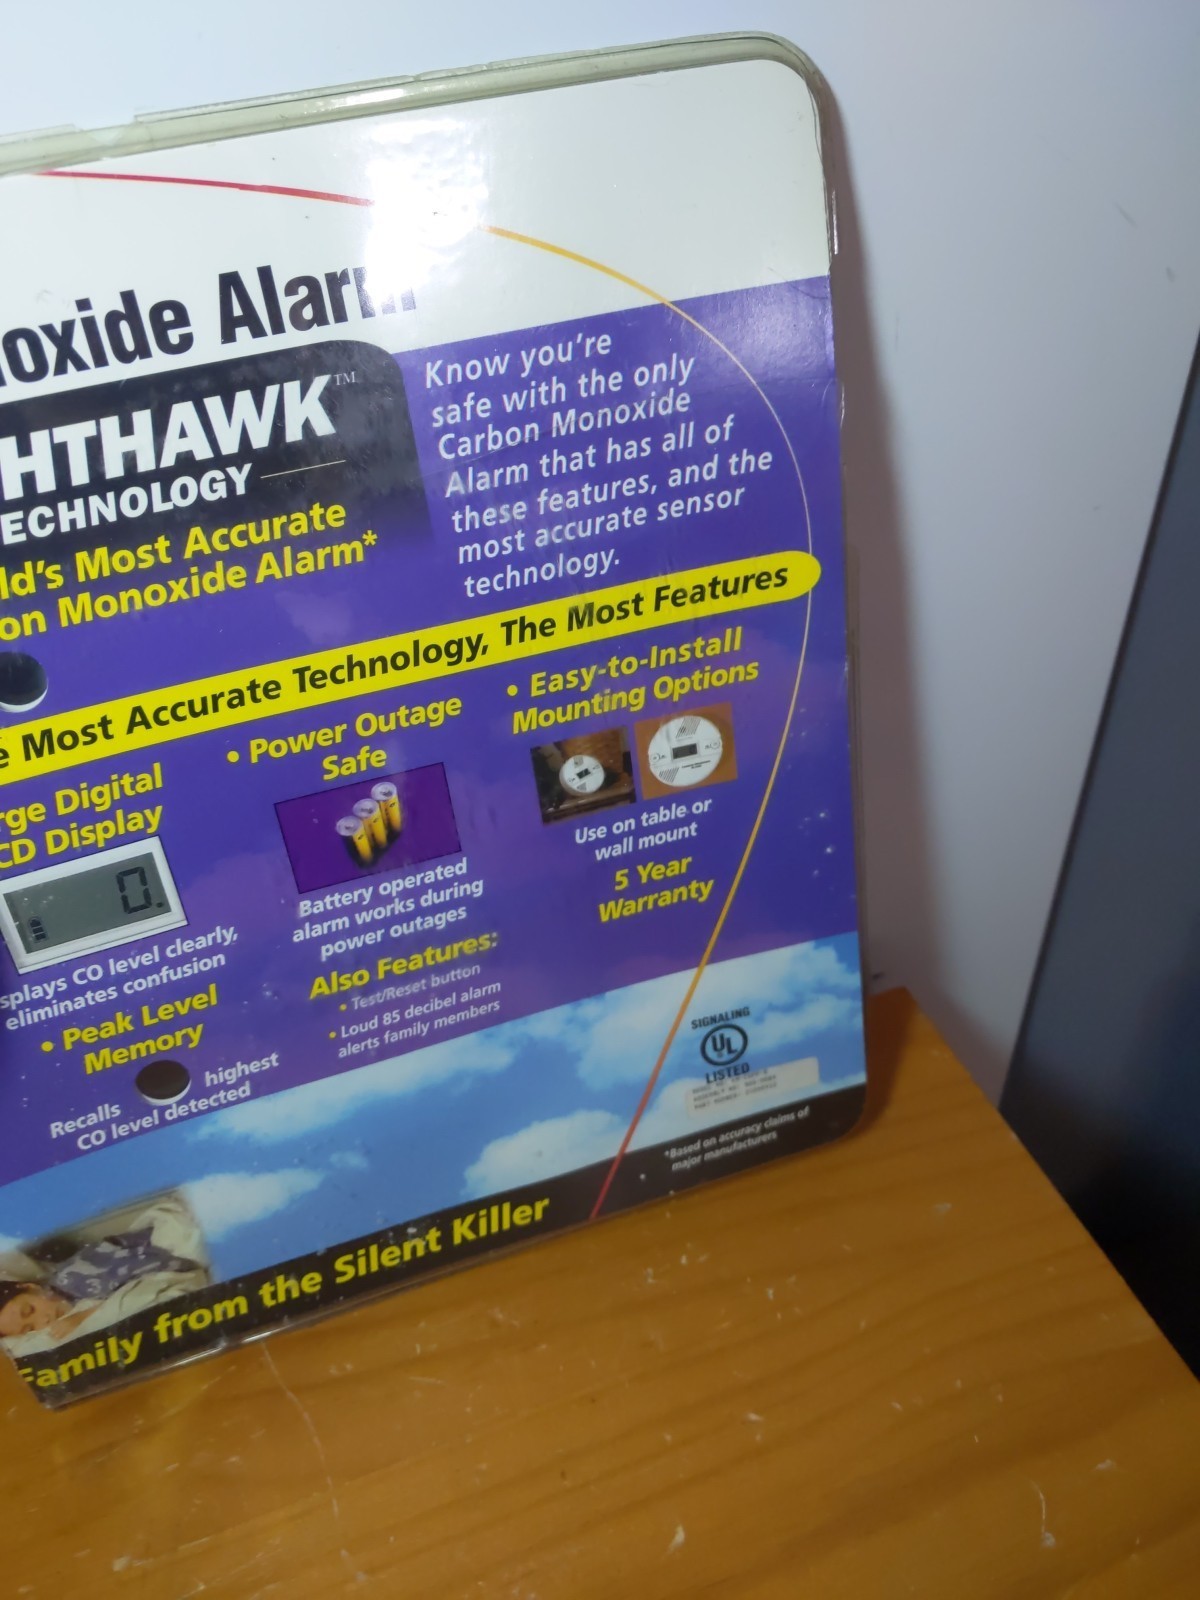 oxide Alarm
HTHAWK™
ECHNOLOGY
ld's Most Accurate
on Monoxide Alarm*
Know you're
safe with the only
Carbon Monoxide
Alarm that has all of
these features, and the
most accurate sensor
technology.
e Most Accurate Technology, The Most Features
rge Digital
CD Display
0.
splays CO level clearly,
eliminates confusion
• Peak Level
Memory
Recalls highest
CO level detected
• Power Outage
Safe
Battery operated
alarm works during
power outages
Also Features:
• Test/Reset button
• Loud 85 decibel alarm
alerts family members
• Easy-to-Install
Mounting Options
Use on table or
wall mount
5 Year
Warranty
SIGNALING
UL
LISTED
*Based on accuracy claims of
major manufacturers
Family from the Silent Killer